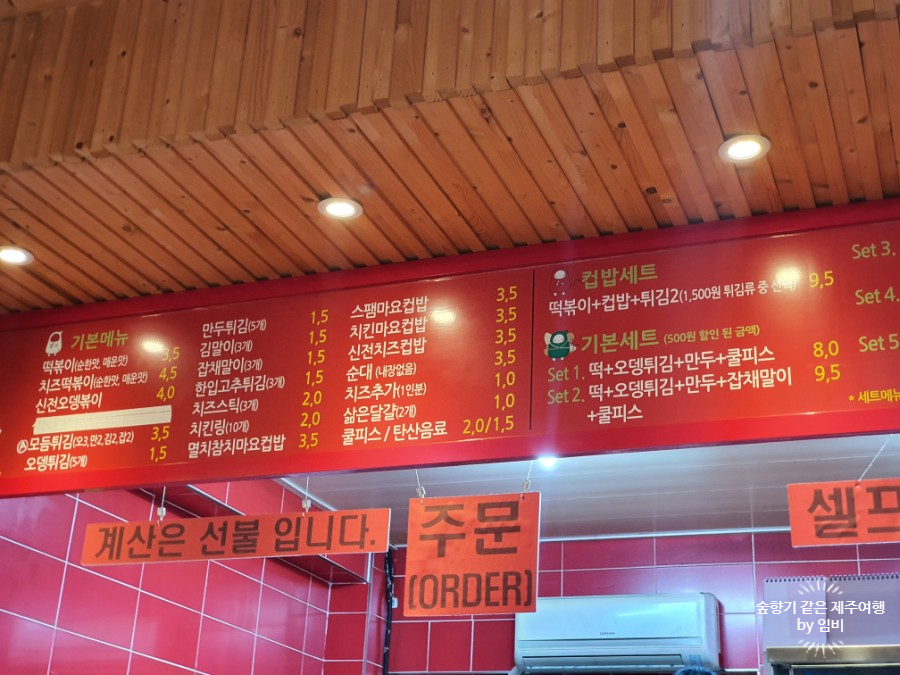 기본메뉴
떡볶이(순한맛, 매운맛) 3,5
치즈떡볶이(순한맛, 매운맛) 4,5
신전오뎅볶이 4,0
모듬튀김(오3, 만2, 김2, 잡2) 3,5
오뎅튀김(5개) 1,5
만두튀김(5개) 1,5
김말이(3개) 1,5
잡채말이(3개) 1,5
한입고추튀김(3개) 1,5
치즈스틱(3개) 2,0
치킨링(10개) 2,0
멸치참치마요컵밥 3,5
스팸마요컵밥 3,5
치킨마요컵밥 3,5
신전치즈컵밥 3,5
순대 (내장없음) 3,5
치즈추가(1인분) 1,0
삶은달걀(2개) 1,0
쿨피스 / 탄산음료 2,0/1,5
컵밥세트
떡볶이+컵밥+튀김2(1,500원 튀김류 중 선택) 9,5
기본세트 (500원 할인 된 금액)
Set 1. 떡+오뎅튀김+만두+쿨피스 8,0
Set 2. 떡+오뎅튀김+만두+잡채말이 9,5
+쿨피스
Set 3.
Set 4.
Set 5
* 세트메뉴
계산은 선불 입니다.
주문
(ORDER)
셀프
SAMSUNG
숲향기 같은 제주여행
by 임비